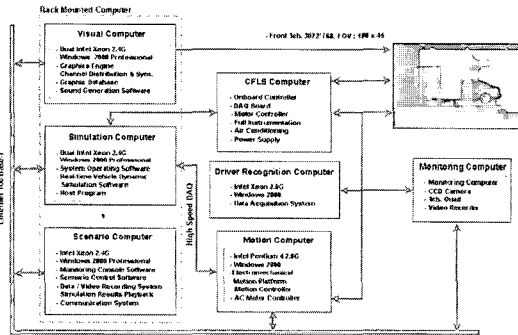 Rack Mounted Computer
Visual Computer
- Dual Intel Xeon 2.4G
- Windows 2000 Professional
- Graphics Engine
Channel Distribution & Sync.
- Graphic Database
- Sound Generation Software
Simulation Computer
- Dual Intel Xeon 2.4G
- Windows 2000 Professional
- System Operating Software
- Real-time Vehicle Dynamic
Simulation Software
- Host Program
Scenario Computer
- Intel Xeon 2.4G
- Windows 2000 Professional
- Monitoring Console Software
- Scenario Control Software
- Data / Video Recording System
- Simulation Results Playback
- Communication System
High Speed DAQ
- Front 3ch.
CFLS Computer
- Onboard Controller
- DAQ Board
- Motor Controller
- Full Instrumentation
- Air Conditioning
- Power Supply
Driver Recognition Computer
- Intel Xeon 2.8G
- Windows 2000
- Data Acquisition System
Motion Computer
- Intel Pentium 4 2.8G
- Windows 2000
- Electromechanical
Motion Platform
- Motion Controller
- AC Motor Controller
Monitoring Computer
- Monitoring Computer
- CCD Camera
- Video Recorder